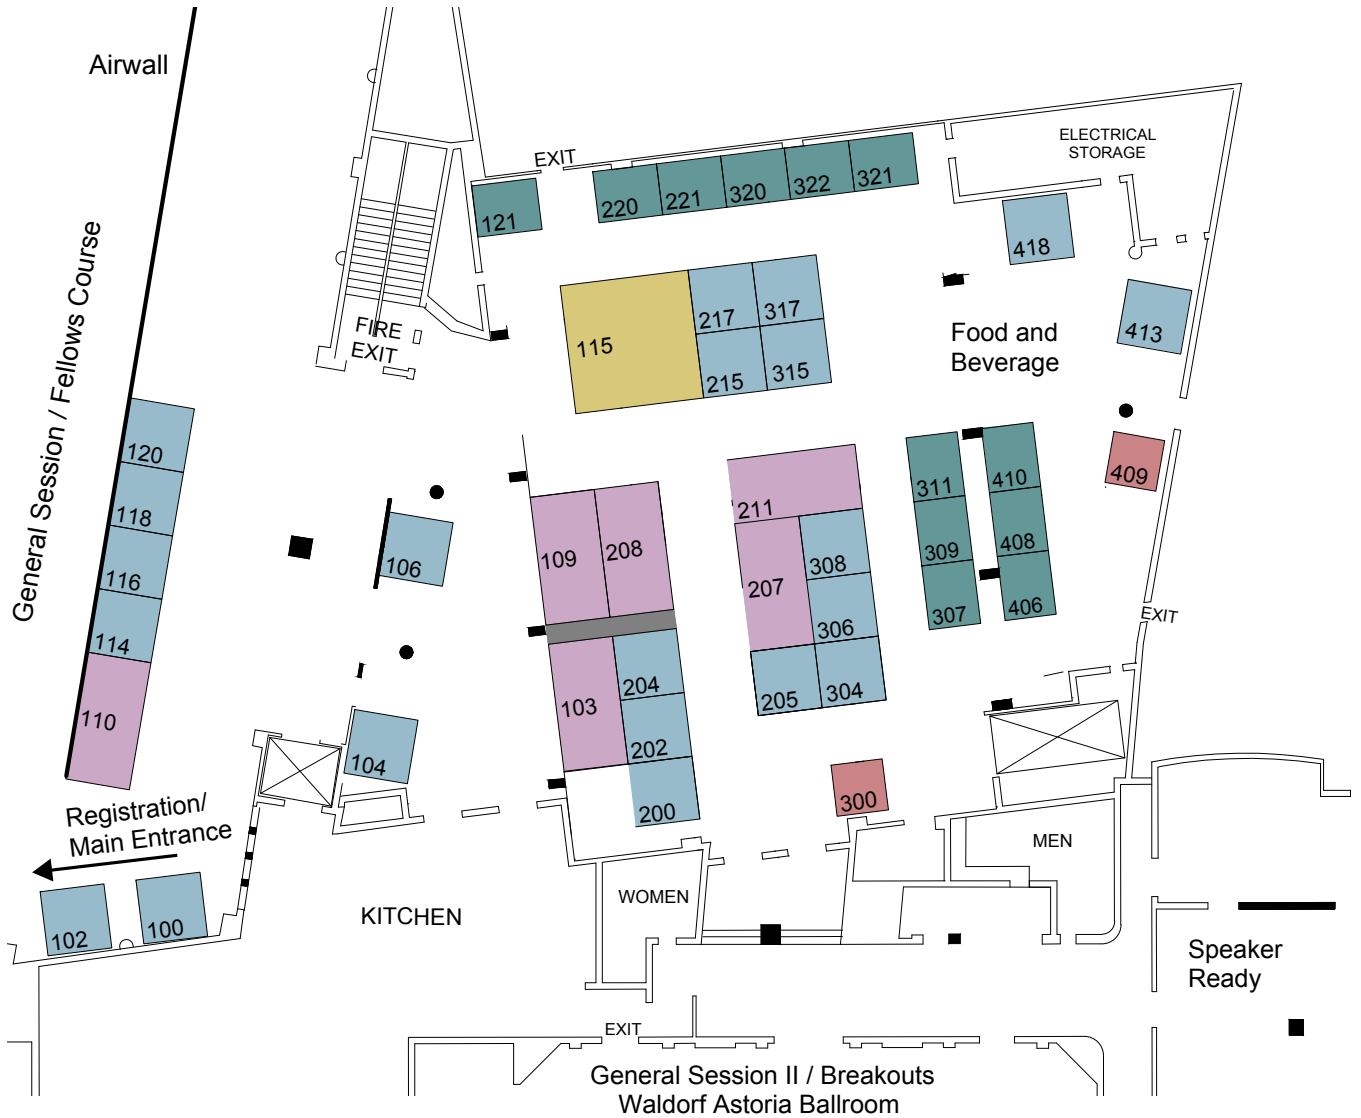 Airwall
ELECTRICAL
STORAGE
EXIT
220
221
320
322
321
121
418
General Session / Fellows Course
217
317
413
FIRE
EXIT
115
215
315
Food and
Beverage
120
118
116
114
110
106
109
208
211
207
308
306
205
304
311
309
307
410
408
406
409
EXIT
103
204
202
200
104
300
Registration/
Main Entrance
102
100
KITCHEN
WOMEN
MEN
Speaker
Ready
EXIT
General Session II / Breakouts
Waldorf Astoria Ballroom